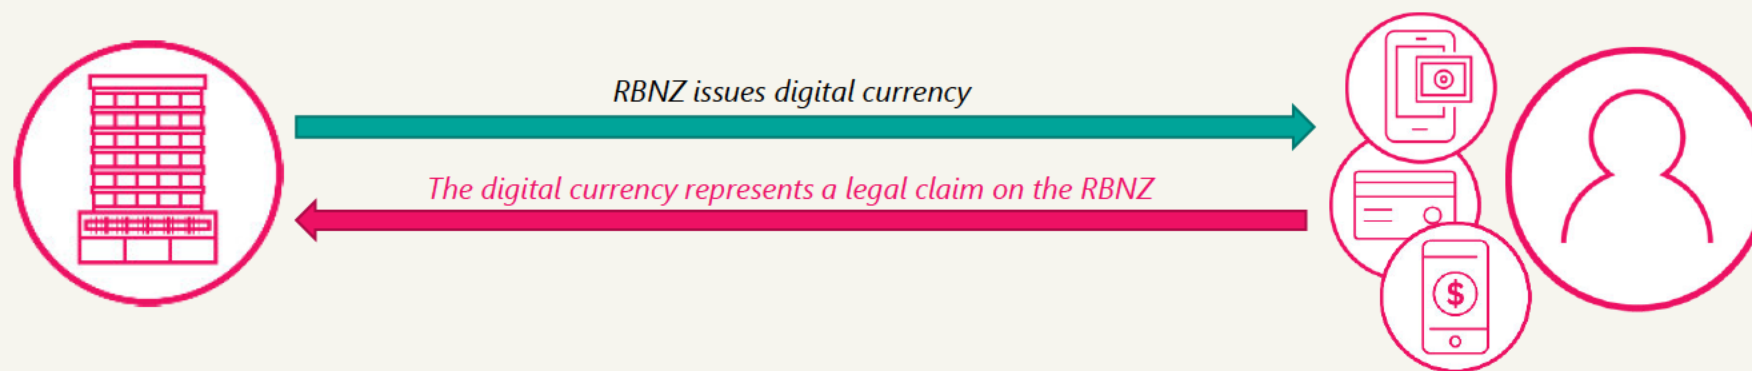 RBNZ issues digital currency
The digital currency represents a legal claim on the RBNZ
$